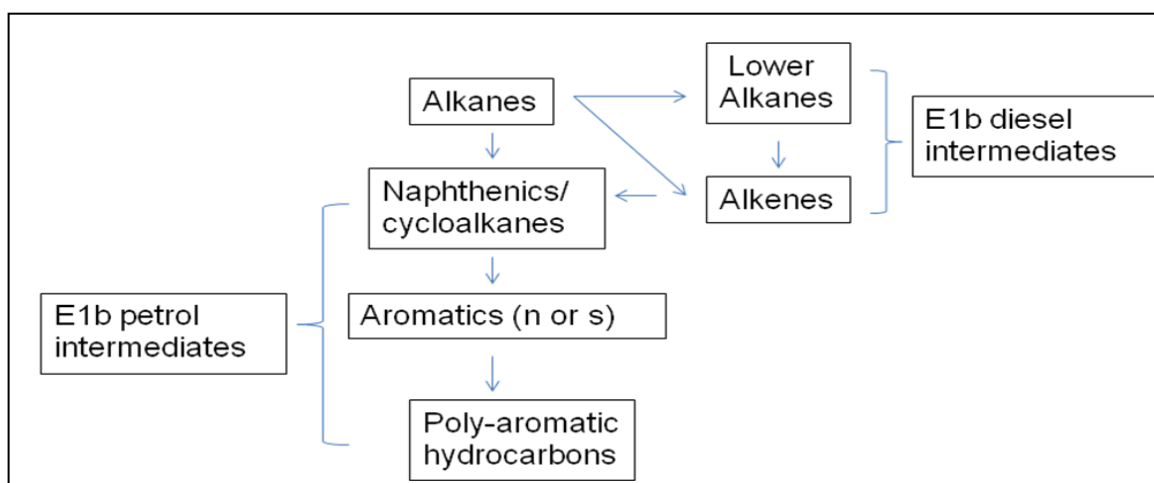 Alkanes
Lower
Alkanes
E1b diesel
intermediates
Naphthenics/
cycloalkanes
Alkenes
E1b petrol
intermediates
Aromatics (n or s)
Poly-aromatic
hydrocarbons